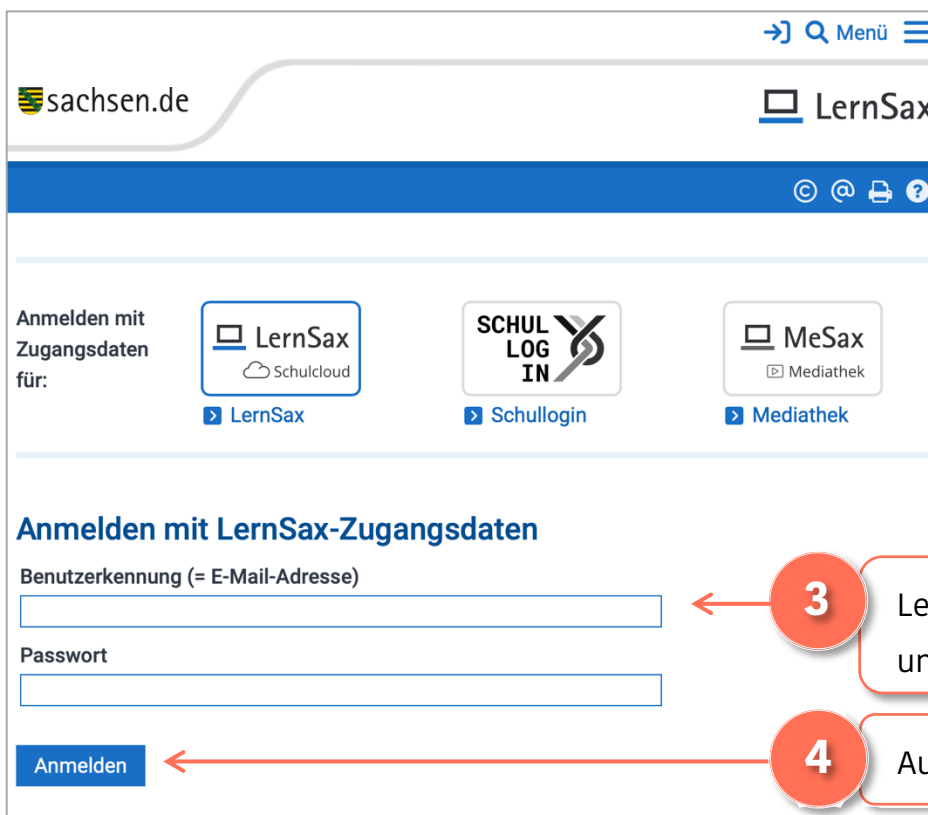 Menü
sachsen.de
LernSax
Anmelden mit
Zugangsdaten
für:
LernSax
Schulcloud
LernSax
SCHUL
LOG
IN
Schullogin
MeSax
Mediathek
Mediathek
Anmelden mit LernSax-Zugangsdaten
Benutzerkennung (= E-Mail-Adresse)
3
Passwort
Anmelden
4